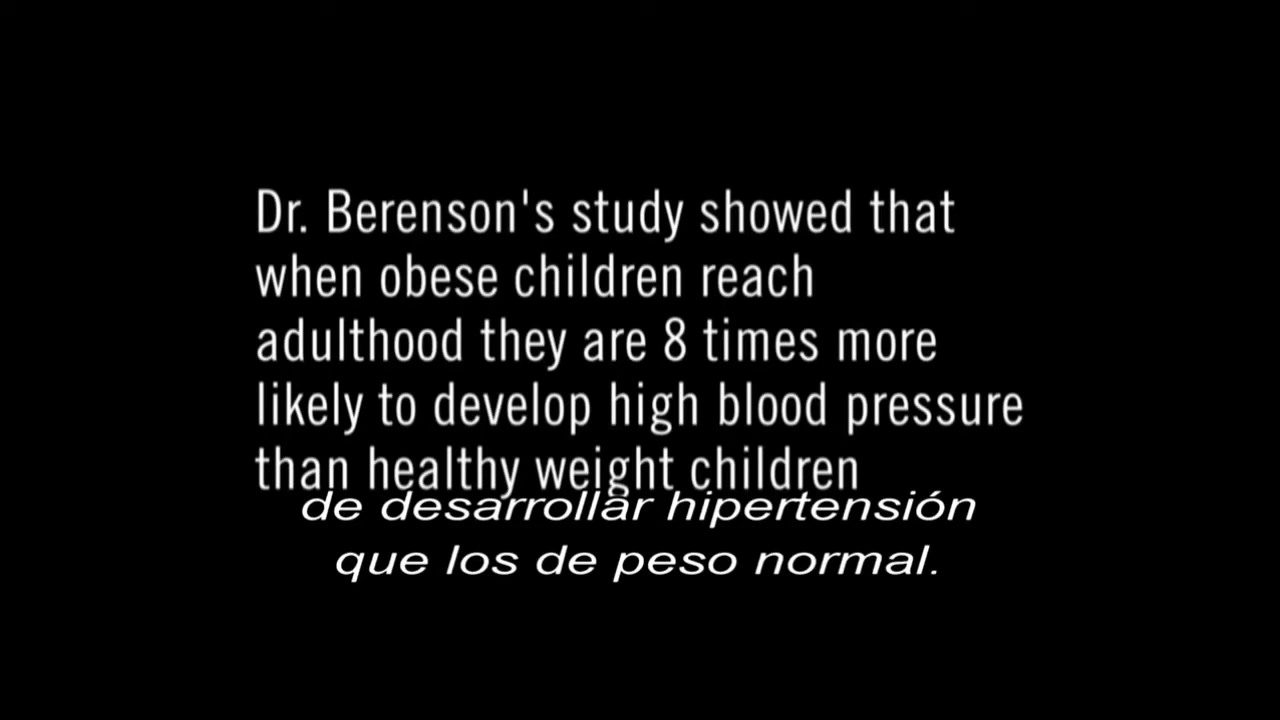 Dr. Berenson's study showed that
when obese children reach
adulthood they are 8 times more
likely to develop high blood pressure
than healthy weight children
de desarrollar hipertensión
que los de peso normal.